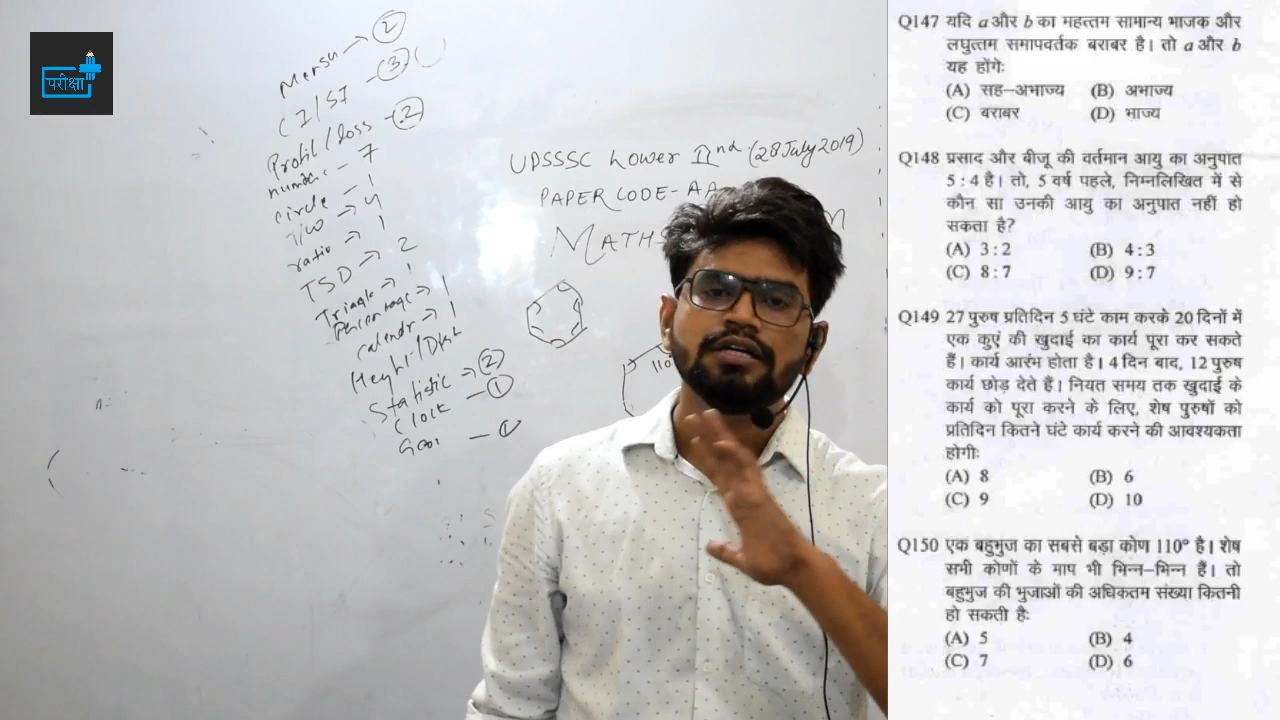 परीक्षा
Mensu → 2
CI/SI - 3
Profit/loss - 2
numeric - 7
circle - 1
T/W → 4
ratio → 1
TSD → 2
Triangle → 1
Percentage → 1
Calendr → 1
Height/Dist
Statistic → 2
Clock - 1
UPSSSC Lower IInd (28 July 2019)
PAPER CODE - AA
MATH
110
Q147 यदि a और b का महत्तम सामान्य भाजक और
लघुत्तम समापवर्तक बराबर है। तो a और b
यह होंगेः
(A) सह–अभाज्य (B) अभाज्य
(C) बराबर (D) भाज्य
Q148 प्रसाद और बीजू की वर्तमान आयु का अनुपात
5 : 4 है। तो, 5 वर्ष पहले, निम्नलिखित में से
कौन सा उनकी आयु का अनुपात नहीं हो
सकता है?
(A) 3 : 2 (B) 4 : 3
(C) 8 : 7 (D) 9 : 7
Q149 27 पुरुष प्रतिदिन 5 घंटे काम करके 20 दिनों में
एक कुएं की खुदाई का कार्य पूरा कर सकते
हैं। कार्य आरंभ होता है। 4 दिन बाद, 12 पुरुष
कार्य छोड़ देते हैं। नियत समय तक खुदाई के
कार्य को पूरा करने के लिए, शेष पुरुषों को
प्रतिदिन कितने घंटे कार्य करने की आवश्यकता
होगीः
(A) 8 (B) 6
(C) 9 (D) 10
Q150 एक बहुभुज का सबसे बड़ा कोण 110° है। शेष
सभी कोणों के माप भी भिन्न–भिन्न हैं। तो
बहुभुज की भुजाओं की अधिकतम संख्या कितनी
हो सकती हैः
(A) 5 (B) 4
(C) 7 (D) 6